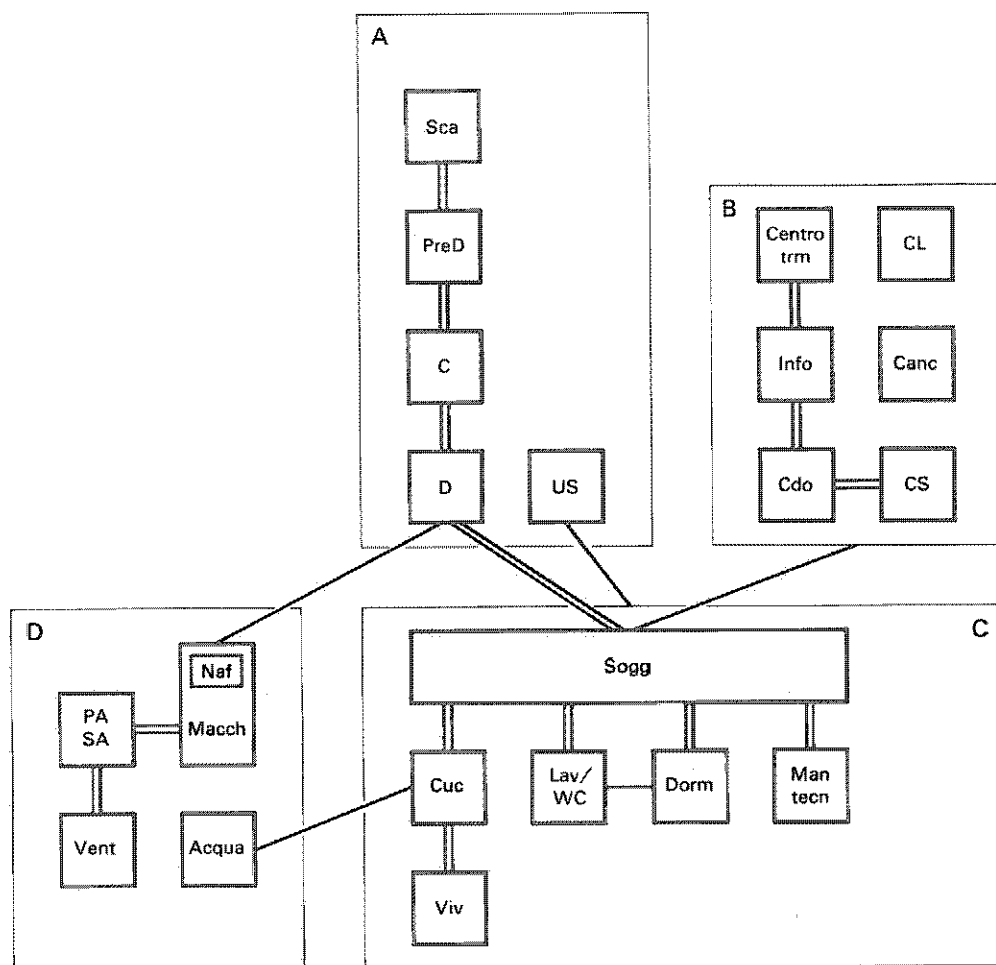 A
Sca
PreD
C
D
US
B
Centro
trm
CL
Info
Canc
Cdo
CS
D
Naf
Macch
PA
SA
Vent
Acqua
C
Sogg
Cuc
Lav/
WC
Dorm
Man
tecn
Viv